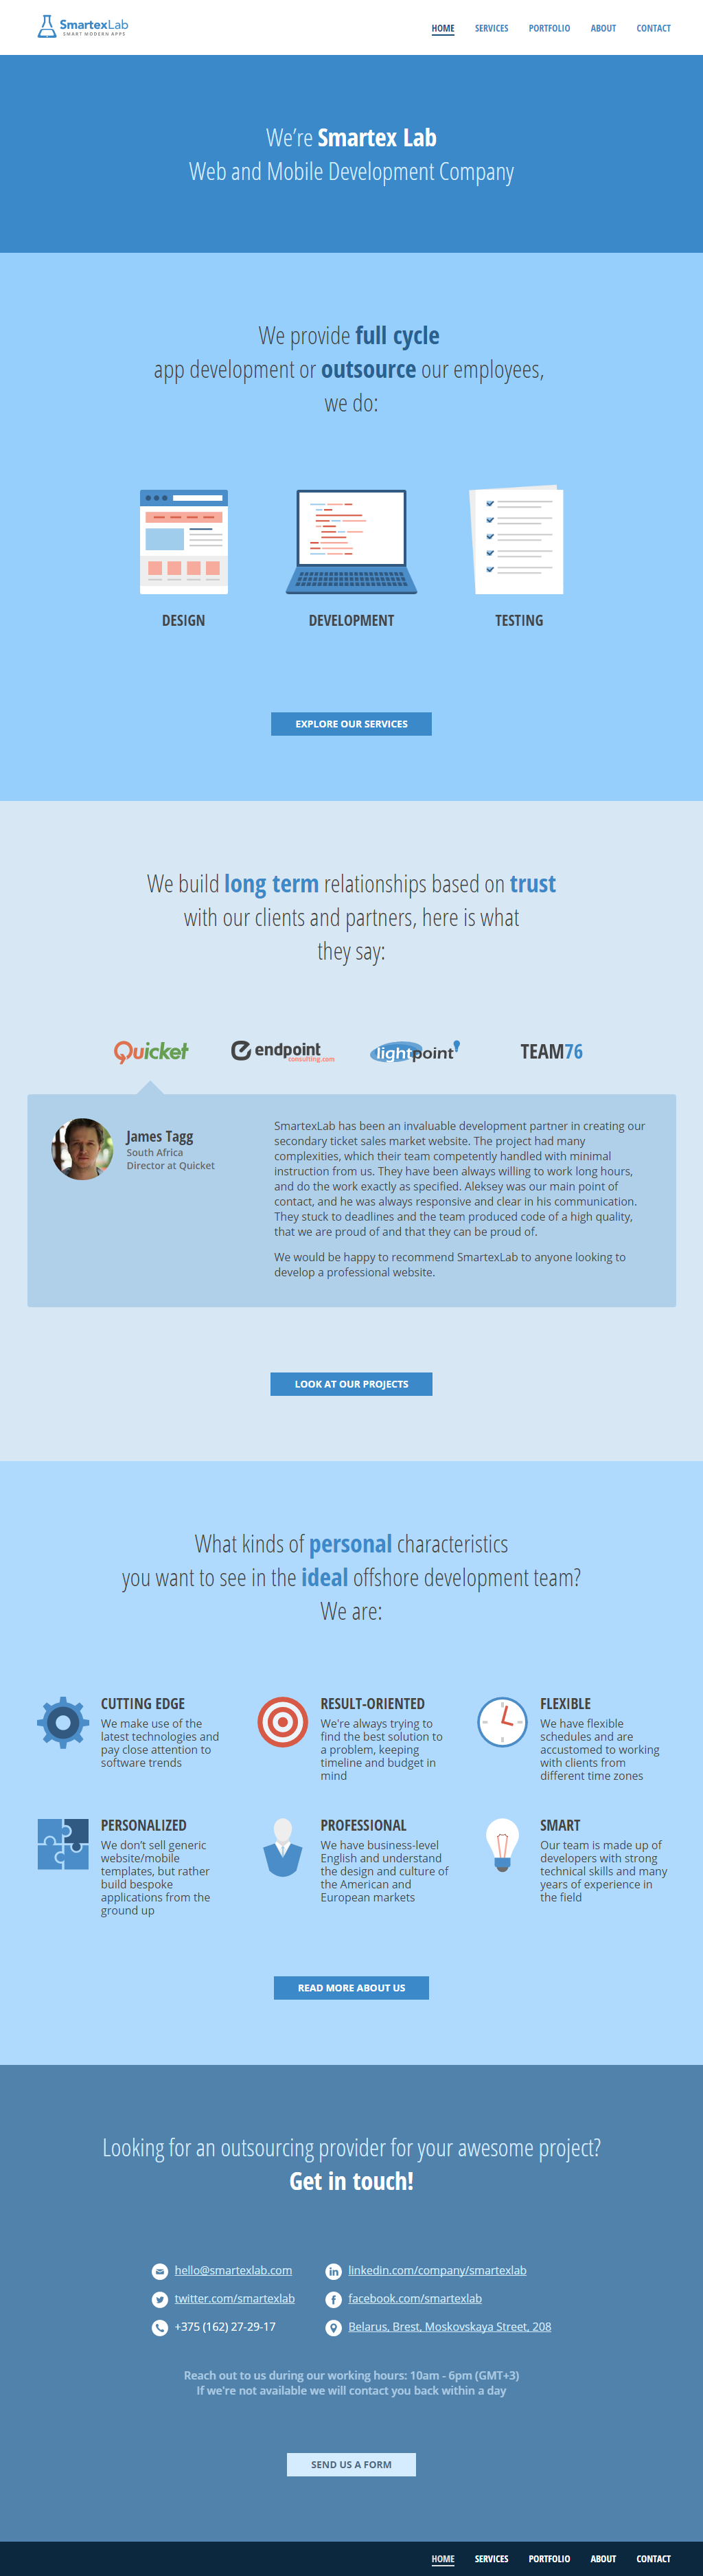 SmartexLab
SMART MODERN APPS
HOME SERVICES PORTFOLIO ABOUT CONTACT
We’re Smartex Lab
Web and Mobile Development Company
We provide full cycle
app development or outsource our employees,
we do:
DESIGN DEVELOPMENT TESTING
EXPLORE OUR SERVICES
We build long term relationships based on trust
with our clients and partners, here is what
they say:
Quicket
endpoint
consulting.com
lightpoint
TEAM76
James Tagg
South Africa
Director at Quicket
SmartexLab has been an invaluable development partner in creating our
secondary ticket sales market website. The project had many
complexities, which their team competently handled with minimal
instruction from us. They have been always willing to work long hours,
and do the work exactly as specified. Aleksey was our main point of
contact, and he was always responsive and clear in his communication.
They stuck to deadlines and the team produced code of a high quality,
that we are proud of and that they can be proud of.
We would be happy to recommend SmartexLab to anyone looking to
develop a professional website.
LOOK AT OUR PROJECTS
What kinds of personal characteristics
you want to see in the ideal offshore development team?
We are:
CUTTING EDGE
We make use of the
latest technologies and
pay close attention to
software trends
RESULT-ORIENTED
We're always trying to
find the best solution to
a problem, keeping
timeline and budget in
mind
FLEXIBLE
We have flexible
schedules and are
accustomed to working
with clients from
different time zones
PERSONALIZED
We don’t sell generic
website/mobile
templates, but rather
build bespoke
applications from the
ground up
PROFESSIONAL
We have business-level
English and understand
the design and culture of
the American and
European markets
SMART
Our team is made up of
developers with strong
technical skills and many
years of experience in
the field
READ MORE ABOUT US
Looking for an outsourcing provider for your awesome project?
Get in touch!
hello@smartexlab.com
linkedin.com/company/smartexlab
twitter.com/smartexlab
facebook.com/smartexlab
+375 (162) 27-29-17
Belarus, Brest, Moskovskaya Street, 208
Reach out to us during our working hours: 10am - 6pm (GMT+3)
If we're not available we will contact you back within a day
SEND US A FORM
HOME SERVICES PORTFOLIO ABOUT CONTACT